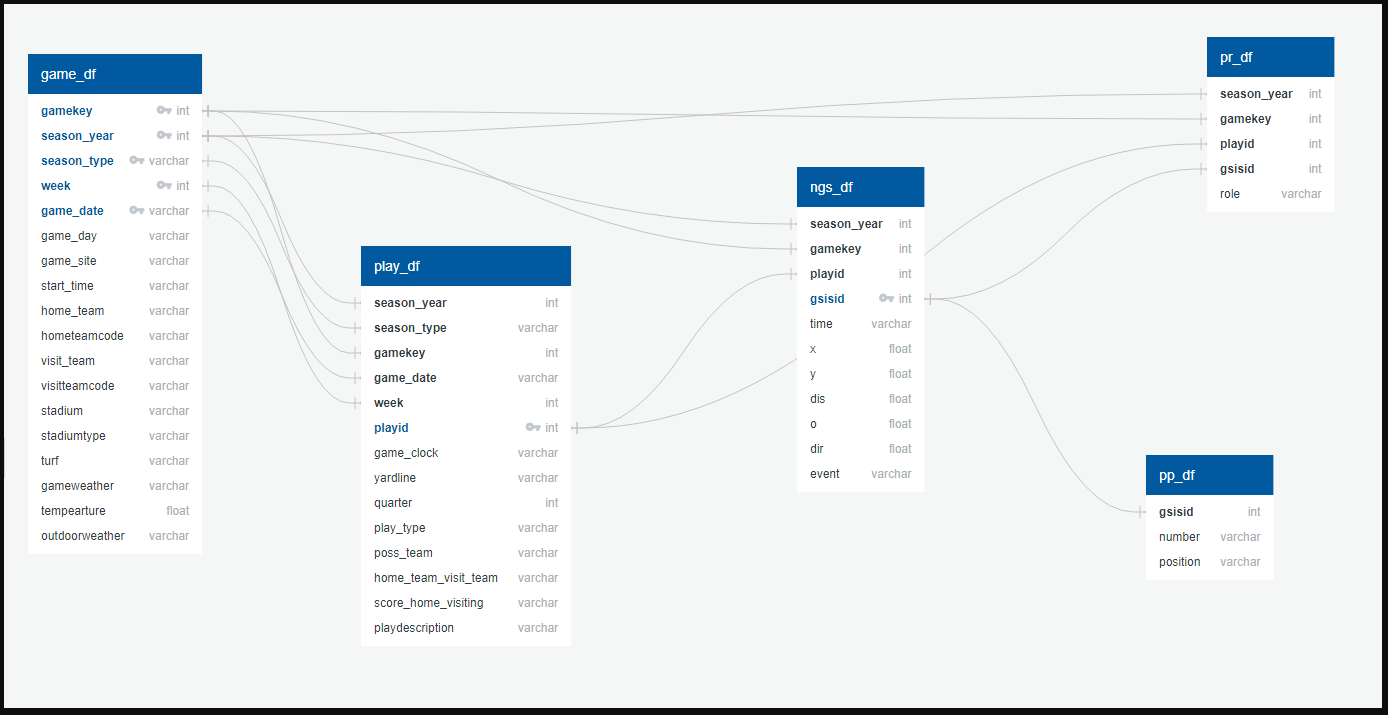 game_df
gamekey int
season_year int
season_type varchar
week int
game_date varchar
game_day varchar
game_site varchar
start_time varchar
home_team varchar
hometeamcode varchar
visit_team varchar
visitteamcode varchar
stadium varchar
stadiumtype varchar
turf varchar
gameweather varchar
tempearture float
outdoorweather varchar
play_df
season_year int
season_type varchar
gamekey int
game_date varchar
week int
playid int
game_clock varchar
yardline varchar
quarter int
play_type varchar
poss_team varchar
home_team_visit_team varchar
score_home_visiting varchar
playdescription varchar
ngs_df
season_year int
gamekey int
playid int
gsisid int
time varchar
x float
y float
dis float
o float
dir float
event varchar
pr_df
season_year int
gamekey int
playid int
gsisid int
role varchar
pp_df
gsisid int
number varchar
position varchar